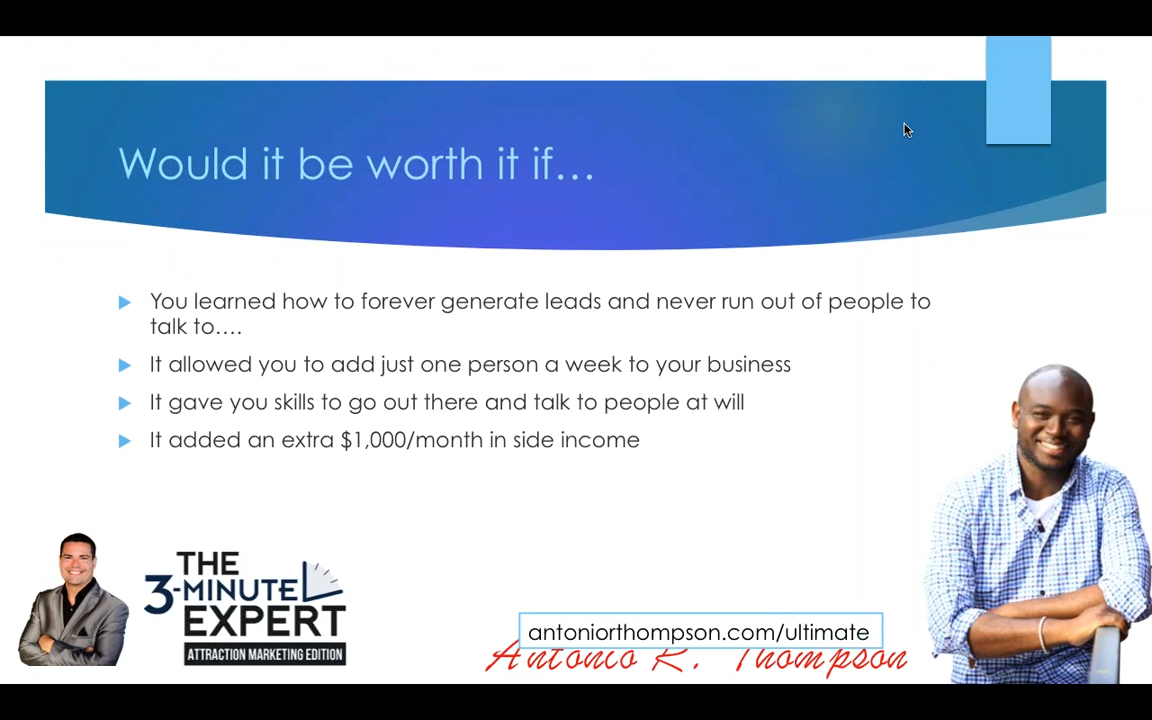 Would it be worth it if…
You learned how to forever generate leads and never run out of people to
talk to….
It allowed you to add just one person a week to your business
It gave you skills to go out there and talk to people at will
It added an extra $1,000/month in side income
THE
3-MINUTE
EXPERT
ATTRACTION MARKETING EDITION
antoniorthompson.com/ultimate
Antonio R. Thompson